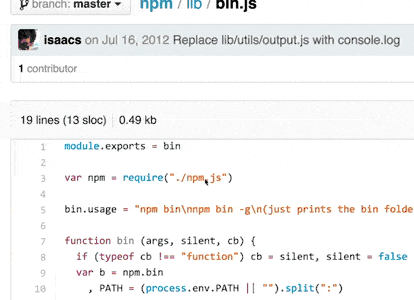 branch: master npm / lib / bin.js
isaacs on Jul 16, 2012 Replace lib/utils/output.js with console.log
1 contributor
19 lines (13 sloc) 0.49 kb
1 module.exports = bin
2
3 var npm = require("./npm.js")
4
5 bin.usage = "npm bin\nnpm bin -g\n(just prints the bin folde
6
7 function bin (args, silent, cb) {
8 if (typeof cb !== "function") cb = silent, silent = false
9 var b = npm.bin
10 , PATH = (process.env.PATH || "").split(":")